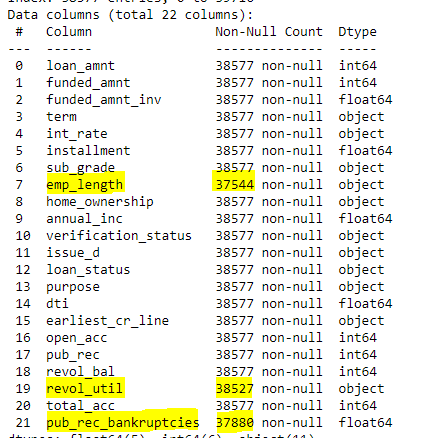 Data columns (total 22 columns):
 #   Column                Non-Null Count  Dtype
---  ------                --------------  -----
 0   loan_amnt             38577 non-null  int64
 1   funded_amnt           38577 non-null  int64
 2   funded_amnt_inv       38577 non-null  float64
 3   term                  38577 non-null  object
 4   int_rate              38577 non-null  object
 5   installment           38577 non-null  float64
 6   sub_grade             38577 non-null  object
 7   emp_length            37544 non-null  object
 8   home_ownership        38577 non-null  object
 9   annual_inc            38577 non-null  float64
 10  verification_status   38577 non-null  object
 11  issue_d               38577 non-null  object
 12  loan_status           38577 non-null  object
 13  purpose               38577 non-null  object
 14  dti                   38577 non-null  float64
 15  earliest_cr_line      38577 non-null  object
 16  open_acc              38577 non-null  int64
 17  pub_rec               38577 non-null  int64
 18  revol_bal             38577 non-null  int64
 19  revol_util            38527 non-null  object
 20  total_acc             38577 non-null  int64
 21  pub_rec_bankruptcies  37880 non-null  float64
dtypes: float64(5), int64(6), object(11)